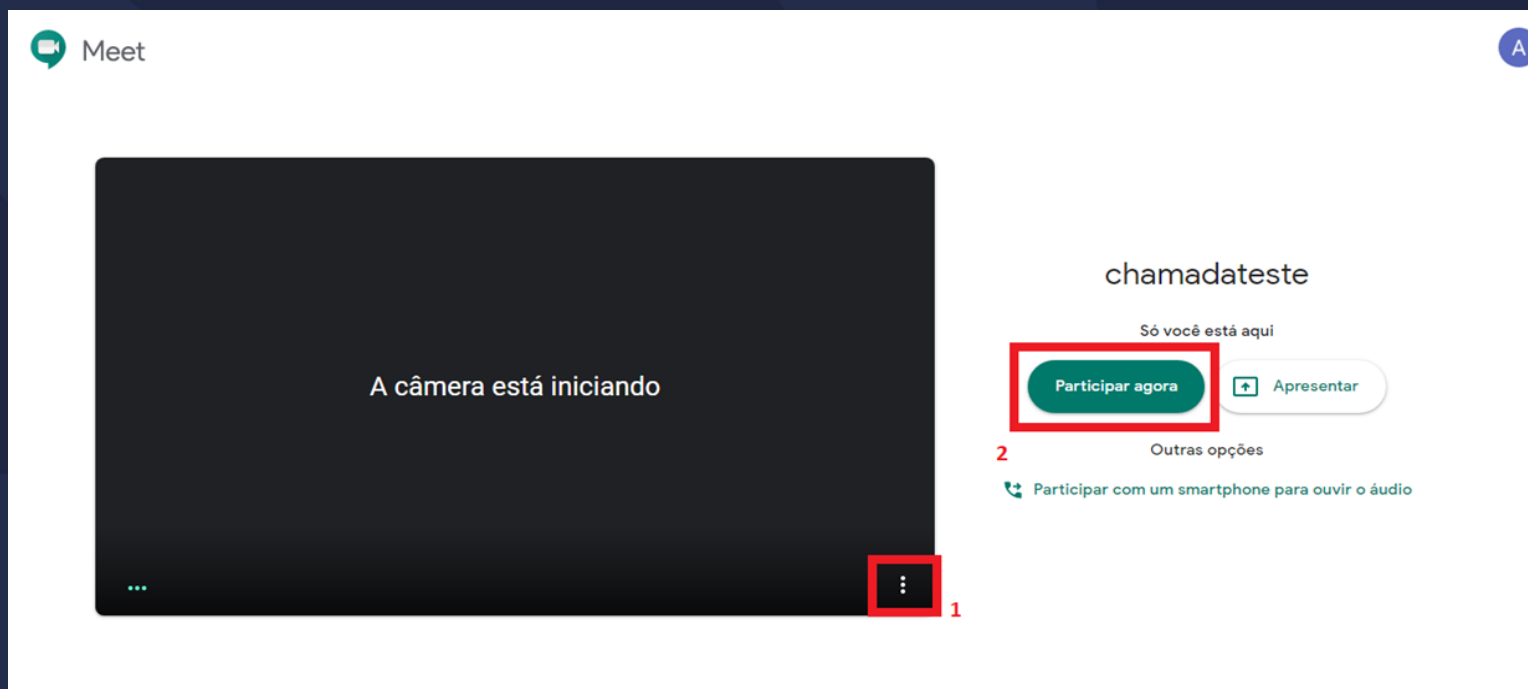 Meet
A
A câmera está iniciando
chamadateste
Só você está aqui
Participar agora
Apresentar
2
Outras opções
Participar com um smartphone para ouvir o áudio
1